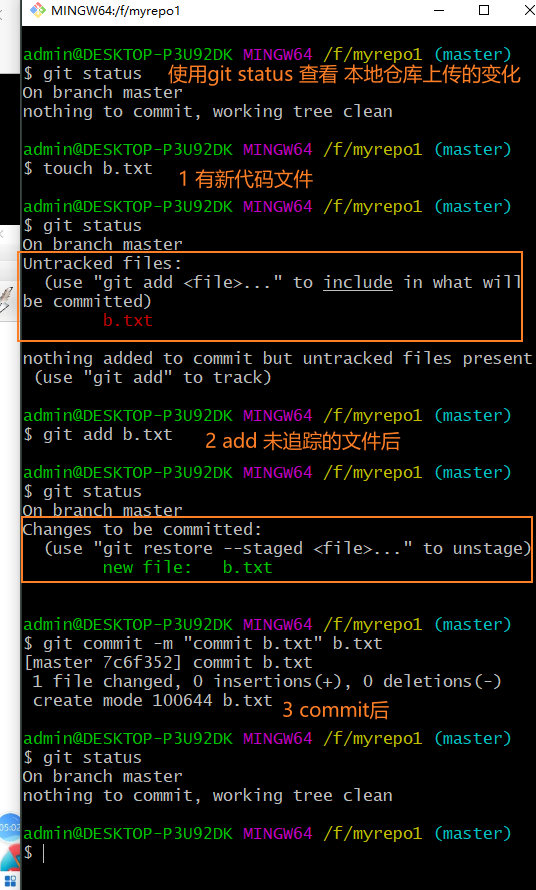 MINGW64:/f/myrepo1
admin@DESKTOP-P3U92DK MINGW64 /f/myrepo1 (master)
$ git status 使用git status 查看 本地仓库上传的变化
On branch master
nothing to commit, working tree clean
admin@DESKTOP-P3U92DK MINGW64 /f/myrepo1 (master)
$ touch b.txt 1 有新代码文件
admin@DESKTOP-P3U92DK MINGW64 /f/myrepo1 (master)
$ git status
On branch master
Untracked files:
(use "git add <file>..." to include in what will
be committed)
b.txt
nothing added to commit but untracked files present
(use "git add" to track)
admin@DESKTOP-P3U92DK MINGW64 /f/myrepo1 (master)
$ git add b.txt 2 add 未追踪的文件后
admin@DESKTOP-P3U92DK MINGW64 /f/myrepo1 (master)
$ git status
On branch master
Changes to be committed:
(use "git restore --staged <file>..." to unstage)
new file: b.txt
admin@DESKTOP-P3U92DK MINGW64 /f/myrepo1 (master)
$ git commit -m "commit b.txt" b.txt
[master 7c6f352] commit b.txt
1 file changed, 0 insertions(+), 0 deletions(-)
create mode 100644 b.txt 3 commit后
admin@DESKTOP-P3U92DK MINGW64 /f/myrepo1 (master)
$ git status
On branch master
nothing to commit, working tree clean
admin@DESKTOP-P3U92DK MINGW64 /f/myrepo1 (master)
$
05:02